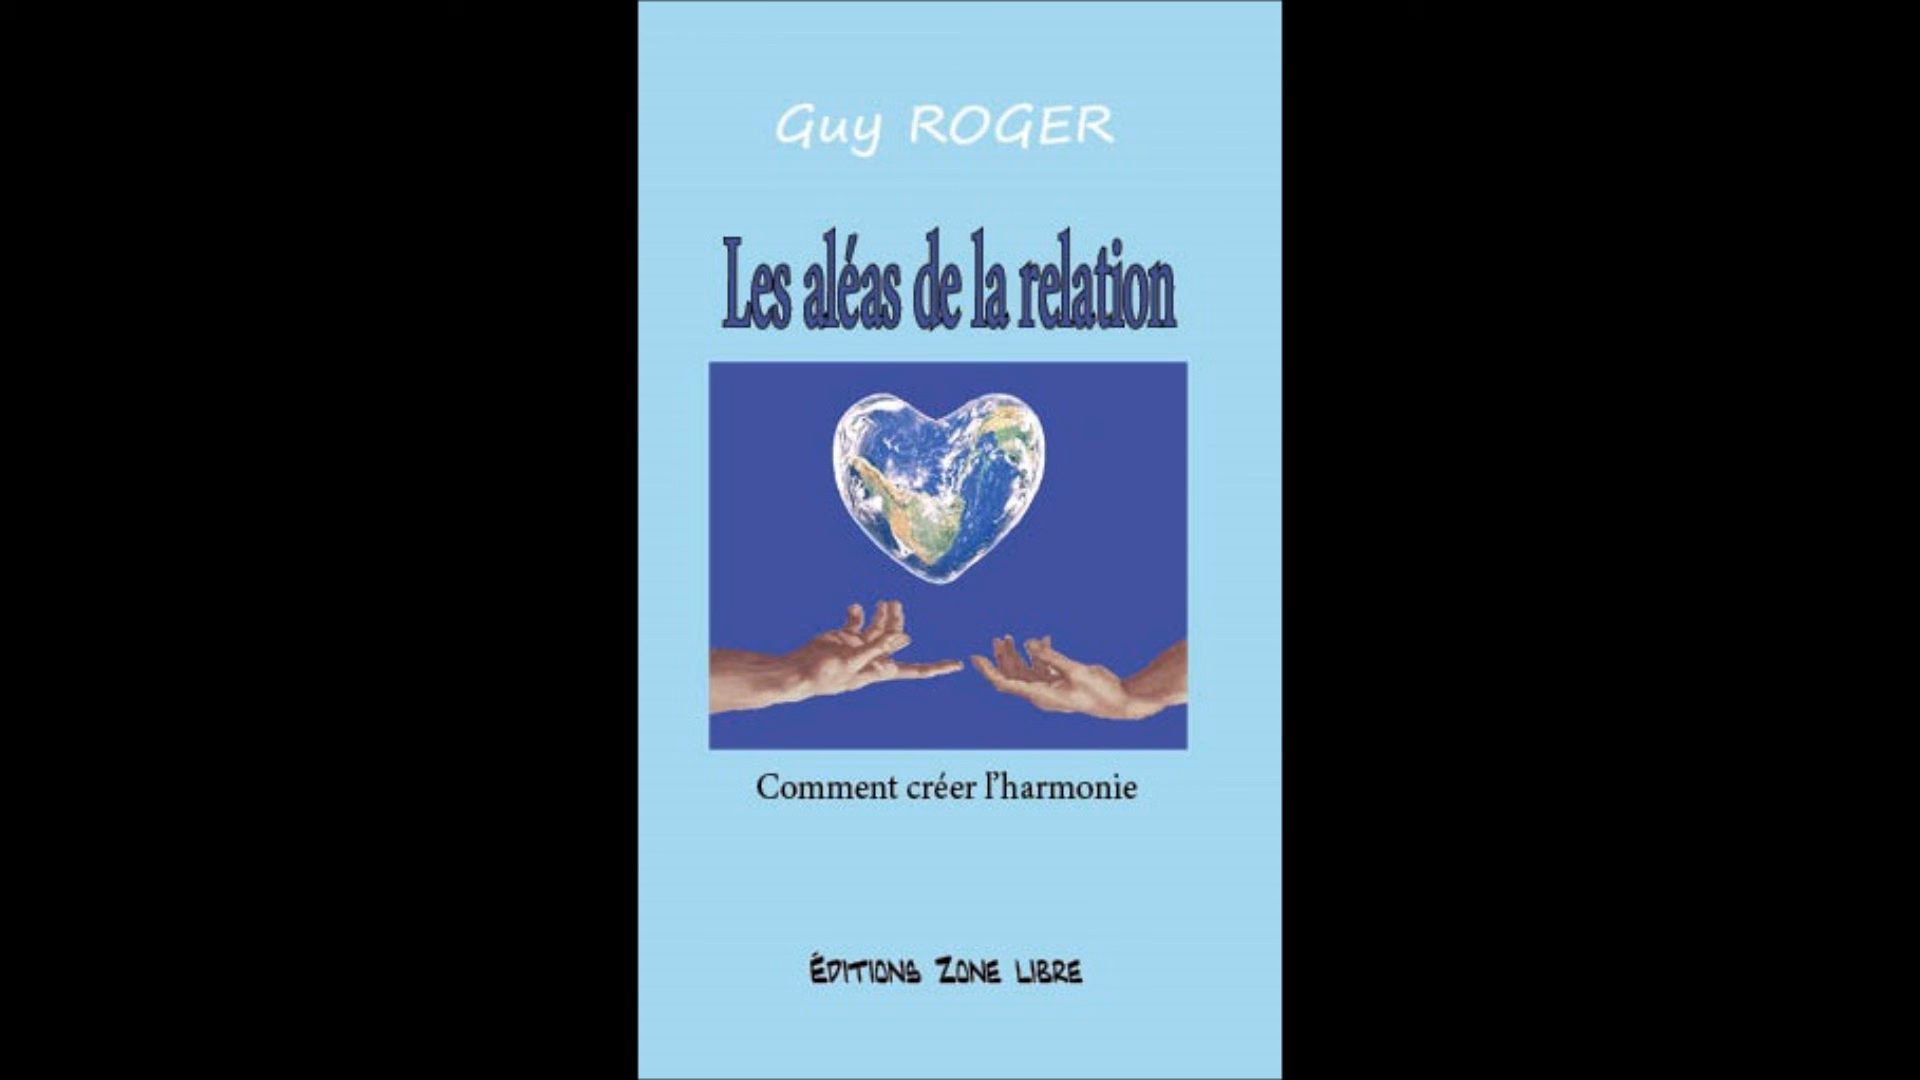 Guy ROGER
Les aléas de la relation
Comment créer l'harmonie
ÉDITIONS ZONE LIBRE